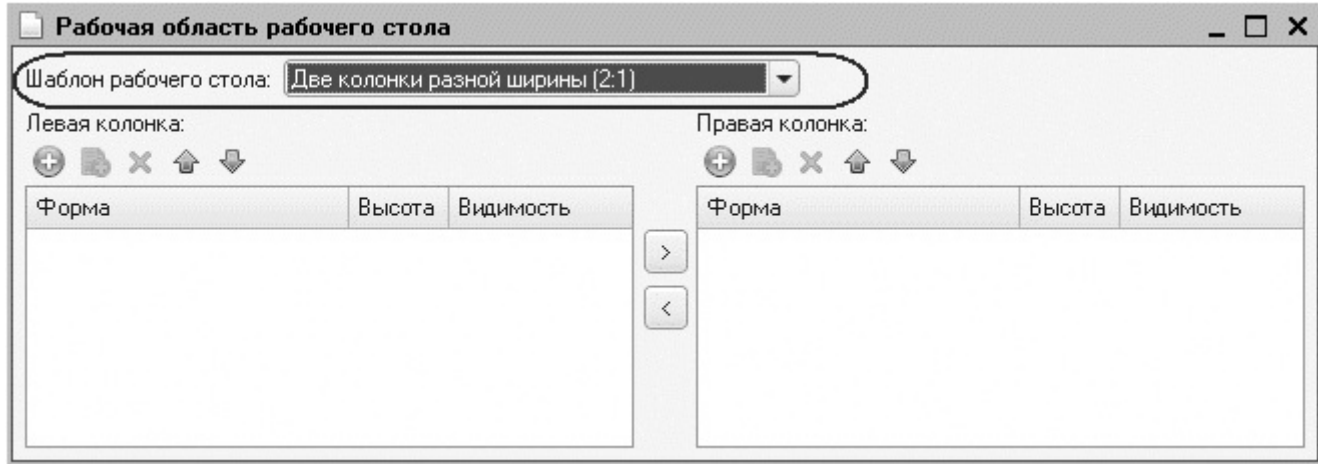 Рабочая область рабочего стола
Шаблон рабочего стола: Две колонки разной ширины (2:1)
Левая колонка: Правая колонка:
Форма Высота Видимость Форма Высота Видимость
>
<